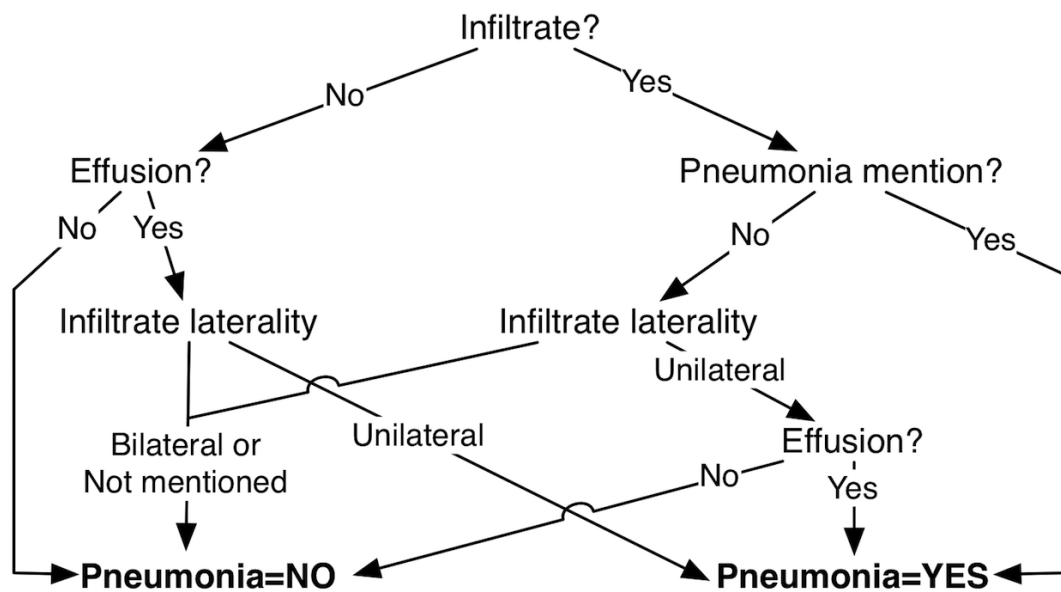 Infiltrate?
No
Yes
Effusion?
Pneumonia mention?
No
Yes
No
Yes
Infiltrate laterality
Infiltrate laterality
Unilateral
Bilateral or
Not mentioned
Unilateral
Effusion?
No
Yes
Pneumonia=NO
Pneumonia=YES